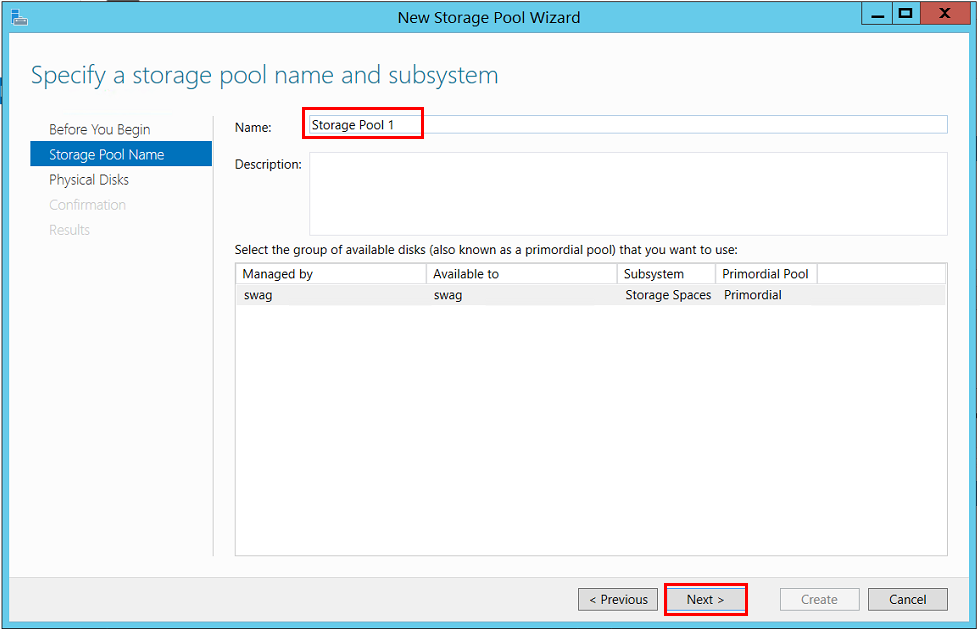 New Storage Pool Wizard
X
Specify a storage pool name and subsystem
Before You Begin
Storage Pool Name
Physical Disks
Confirmation
Results
Name:
Storage Pool 1
Description:
Select the group of available disks (also known as a primordial pool) that you want to use:
Managed by Available to Subsystem Primordial Pool
swag swag Storage Spaces Primordial
< Previous Next > Create Cancel